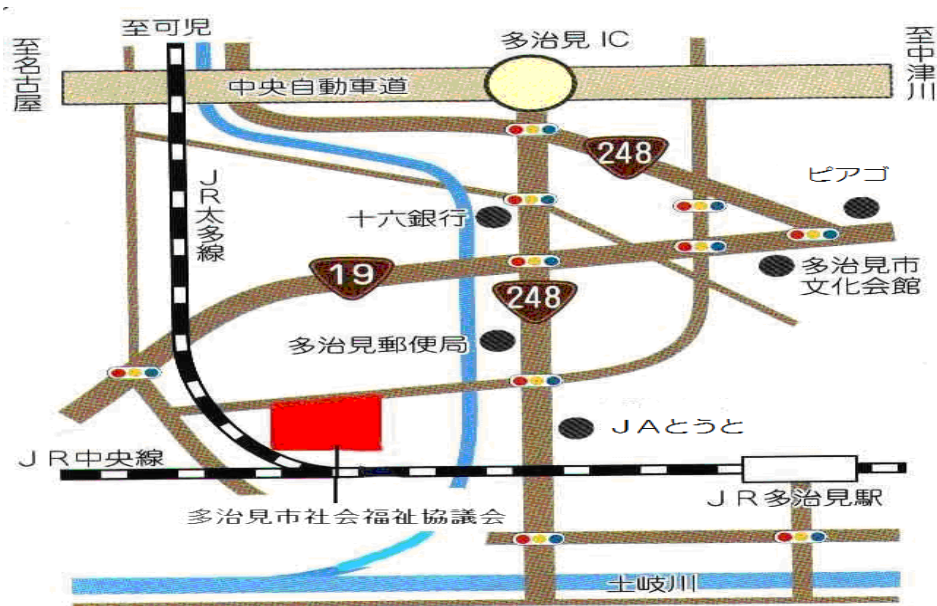 至可児
多治見 IC
至名古屋
至中津川
中央自動車道
248
ピアゴ
JR太多線
十六銀行
19
248
多治見市
文化会館
多治見郵便局
JAとうと
JR中央線
JR多治見駅
多治見市社会福祉協議会
土岐川